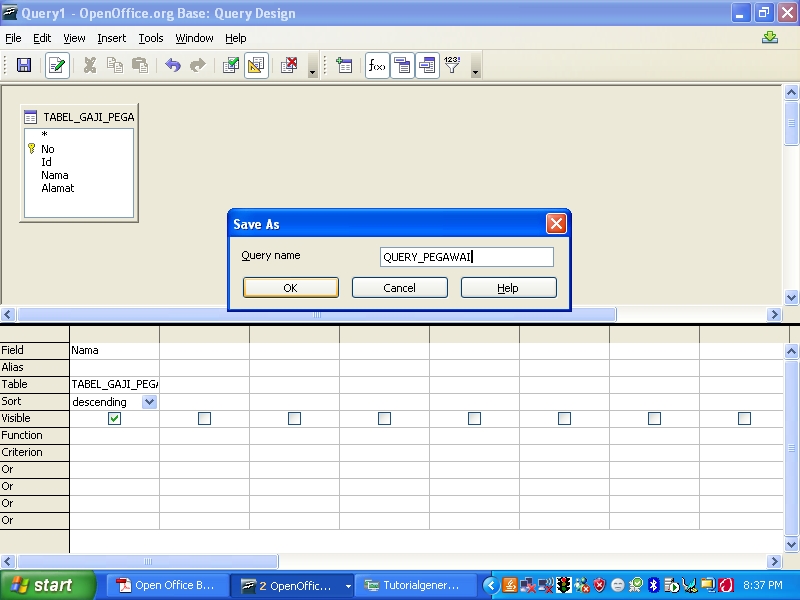 Query1 - OpenOffice.org Base: Query Design
File Edit View Insert Tools Window Help
f(x) 123!
TABEL_GAJI_PEGA
*
No
Id
Nama
Alamat
Save As
Query name QUERY_PEGAWAI
OK Cancel Help
Field Nama
Alias
Table TABEL_GAJI_PEGA
Sort descending
Visible
Function
Criterion
Or
Or
Or
Or
start Open Office B... 2 OpenOffic... Tutorialgener... 8:37 PM